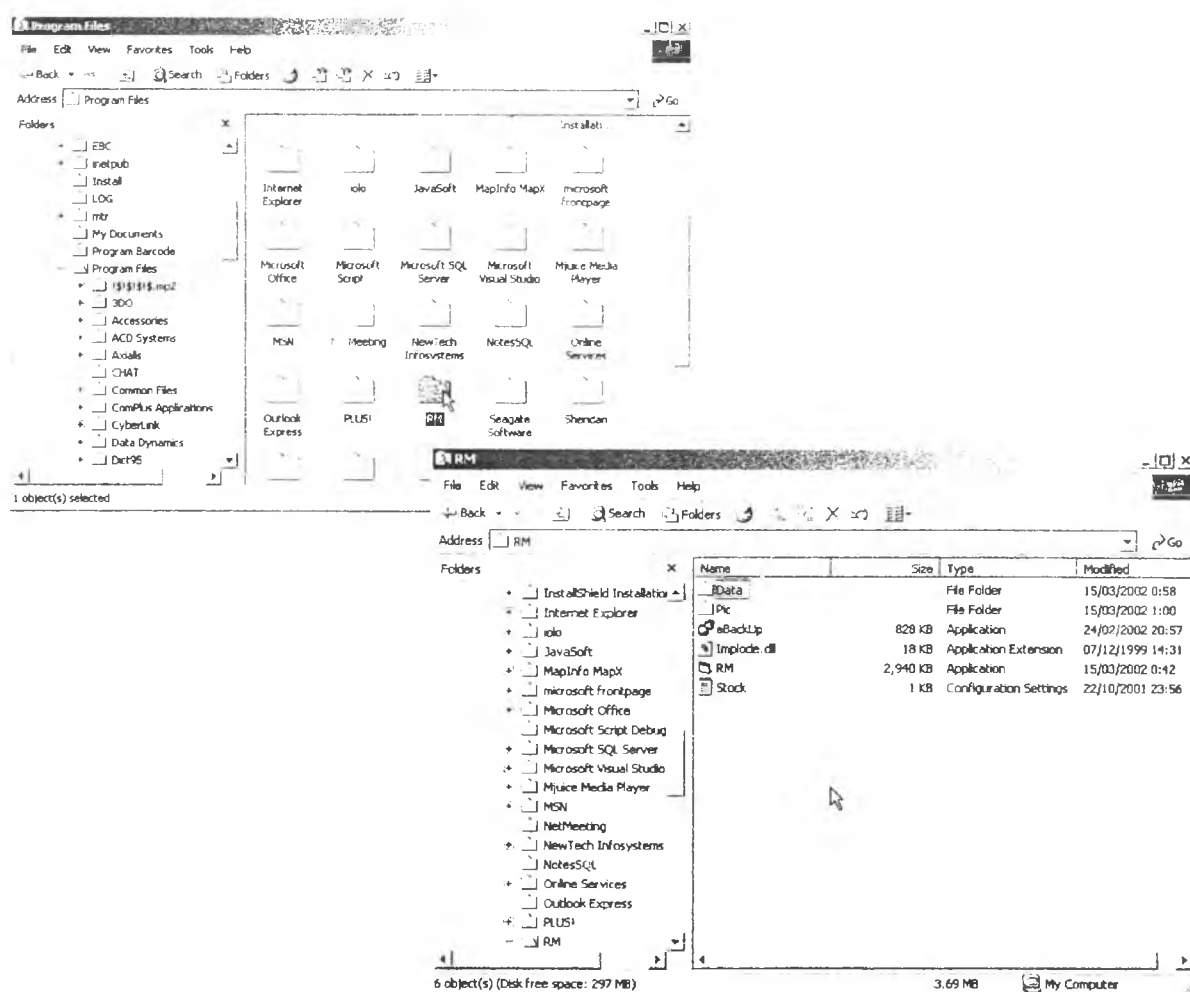 Program Files
File Edit View Favorites Tools Help
Back Search Folders
Address Program Files Go
Folders
Installati...
EBC
inetpub
Install
LOG
mtr
My Documents
Program Barcode
Program Files
!$!$!$!$.mp2
3DO
Accessories
ACD Systems
Axialis
CHAT
Common Files
ComPlus Applications
CyberLink
Data Dynamics
Dict95
Internet Explorer
iolo
JavaSoft
MapInfo MapX
microsoft frontpage
Microsoft Office
Microsoft Script
Microsoft SQL Server
Microsoft Visual Studio
Mjuice Media Player
MSN
Meeting
NewTech Infosystems
NotesSQL
Online Services
Outlook Express
PLUS!
RM
Seagate Software
Sheridan
1 object(s) selected
RM
File Edit View Favorites Tools Help
Back Search Folders
Address RM Go
Folders
InstallShield Installation
Internet Explorer
iolo
JavaSoft
MapInfo MapX
microsoft frontpage
Microsoft Office
Microsoft Script Debug
Microsoft SQL Server
Microsoft Visual Studio
Mjuice Media Player
MSN
NetMeeting
NewTech Infosystems
NotesSQL
Online Services
Outlook Express
PLUS!
RM
Name Size Type Modified
Data File Folder 15/03/2002 0:58
Pic File Folder 15/03/2002 1:00
eBackUp 828 KB Application 24/02/2002 20:57
Implode.dll 18 KB Application Extension 07/12/1999 14:31
RM 2,940 KB Application 15/03/2002 0:42
Stock 1 KB Configuration Settings 22/10/2001 23:56
6 object(s) (Disk free space: 297 MB) 3.69 MB My Computer